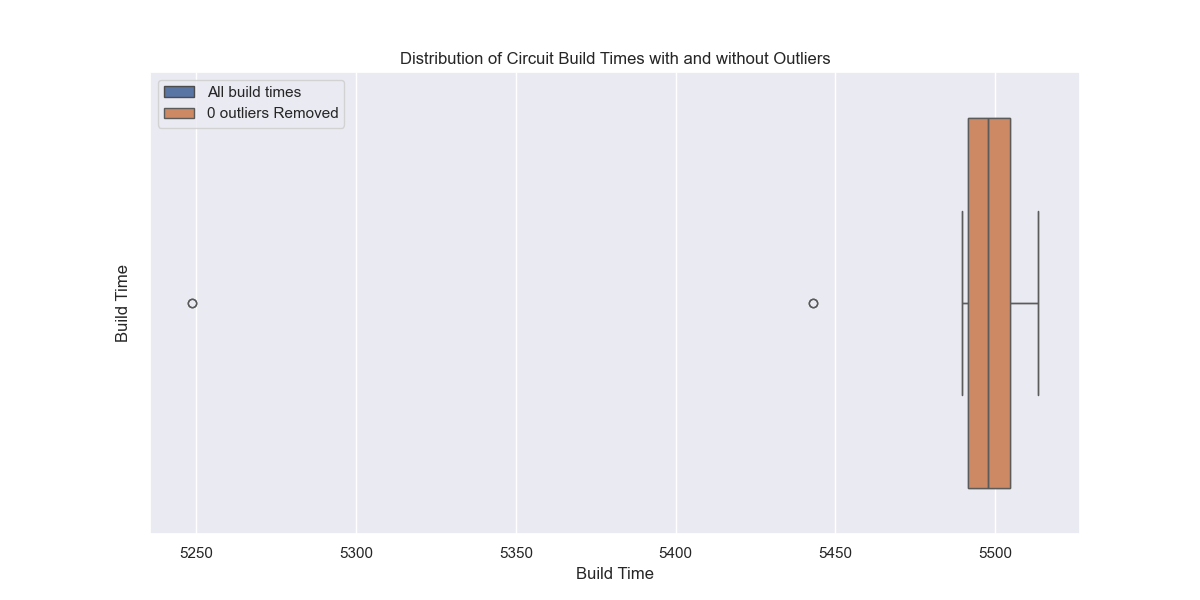 Distribution of Circuit Build Times with and without Outliers
All build times
0 outliers Removed
Build Time
5250 5300 5350 5400 5450 5500
Build Time